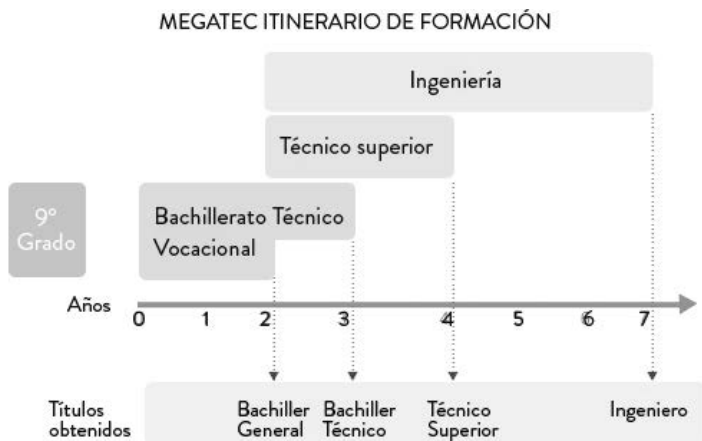 MEGATEC ITINERARIO DE FORMACIÓN
Ingeniería
Técnico superior
9º
Grado
Bachillerato Técnico
Vocacional
Años
0 1 2 3 4 5 6 7
Títulos
obtenidos
Bachiller
General
Bachiller
Técnico
Técnico
Superior
Ingeniero